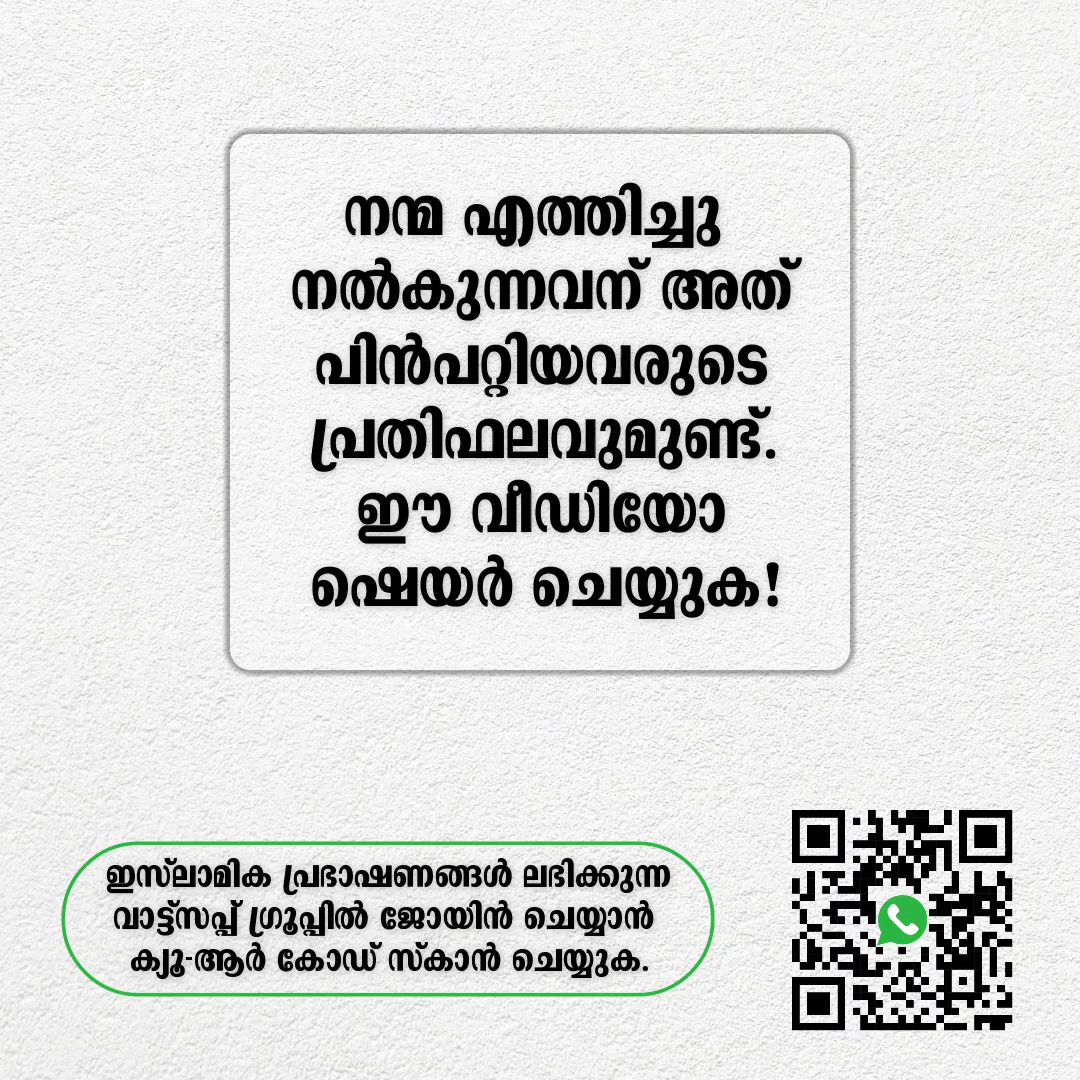 നന്മ എത്തിച്ചു
നൽകുന്നവന് അത്
പിൻപറ്റിയവരുടെ
പ്രതിഫലവുമുണ്ട്.
ഈ വീഡിയോ
ഷെയർ ചെയ്യുക!
ഇസ്‌ലാമിക പ്രഭാഷണങ്ങൾ ലഭിക്കുന്ന
വാട്ട്സപ്പ് ഗ്രൂപ്പിൽ ജോയിൻ ചെയ്യാൻ
ക്യൂ-ആർ കോഡ് സ്കാൻ ചെയ്യുക.